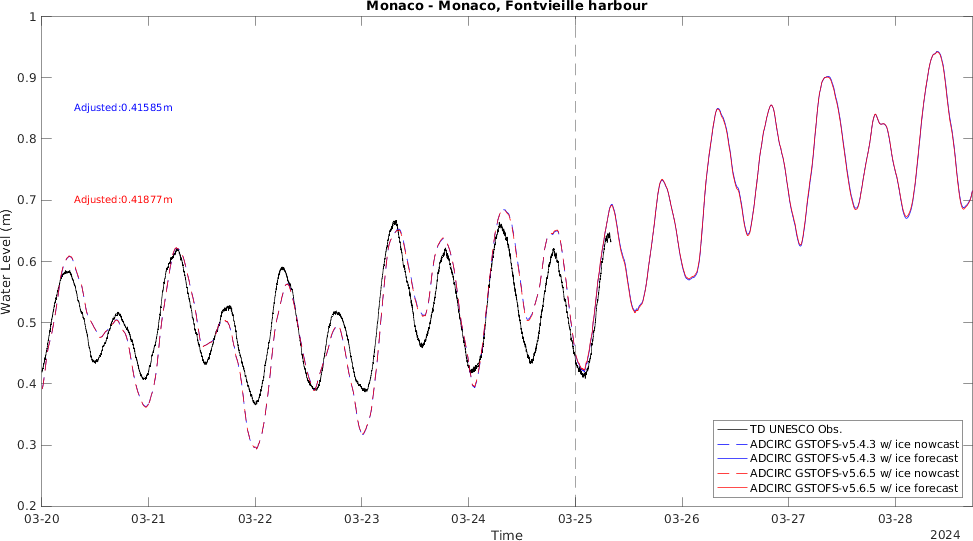 Monaco - Monaco, Fontvieille harbour
1
0.9
0.8
0.7
0.6
0.5
0.4
0.3
0.2
Water Level (m)
Adjusted:0.41585m
Adjusted:0.41877m
TD UNESCO Obs.
ADCIRC GSTOFS-v5.4.3 w/ ice nowcast
ADCIRC GSTOFS-v5.4.3 w/ ice forecast
ADCIRC GSTOFS-v5.6.5 w/ ice nowcast
ADCIRC GSTOFS-v5.6.5 w/ ice forecast
03-20 03-21 03-22 03-23 03-24 03-25 03-26 03-27 03-28
Time
2024